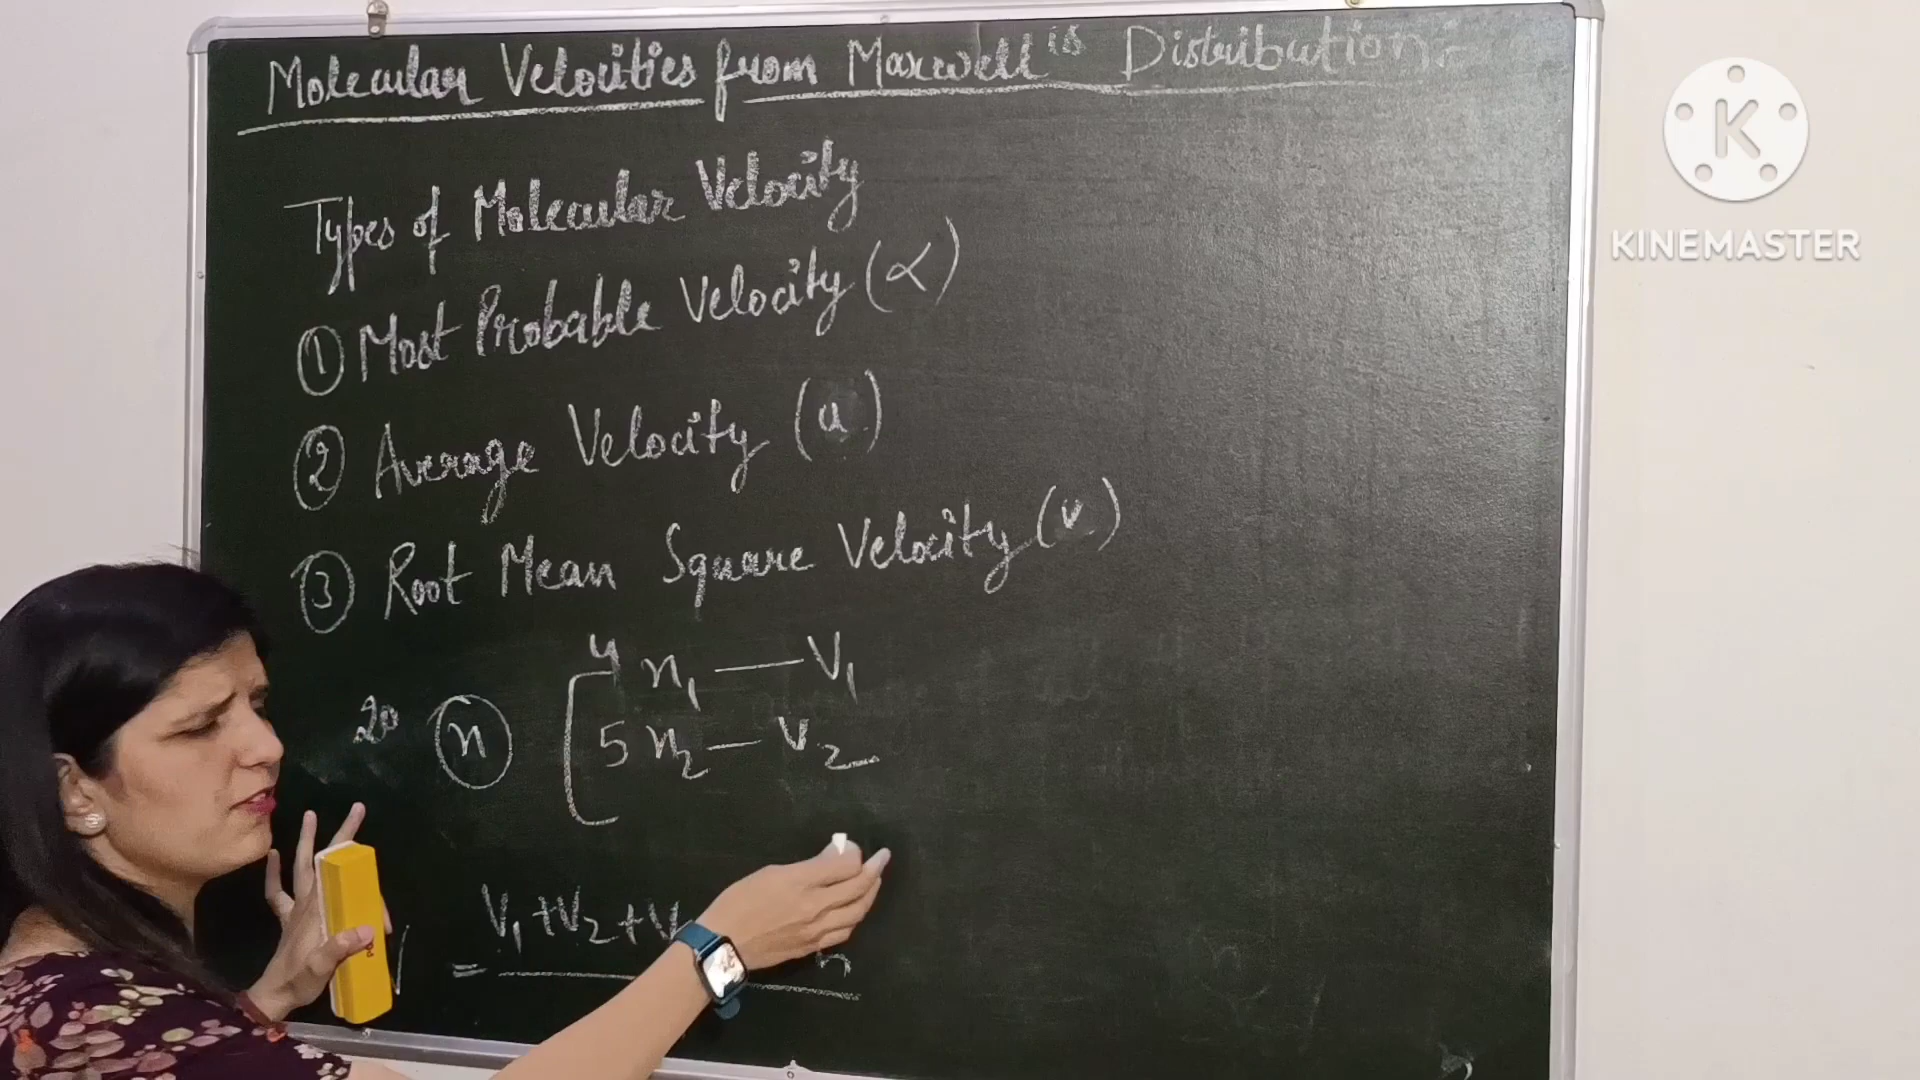 Molecular Velocities from Maxwell's Distribution:-
K
KINEMASTER
Types of Molecular Velocity
① Most Probable Velocity (α)
② Average Velocity (u)
③ Root Mean Square Velocity (v)
4 n₁ — V₁
20 n 5 n₂ — V₂
V = V₁+V₂+V